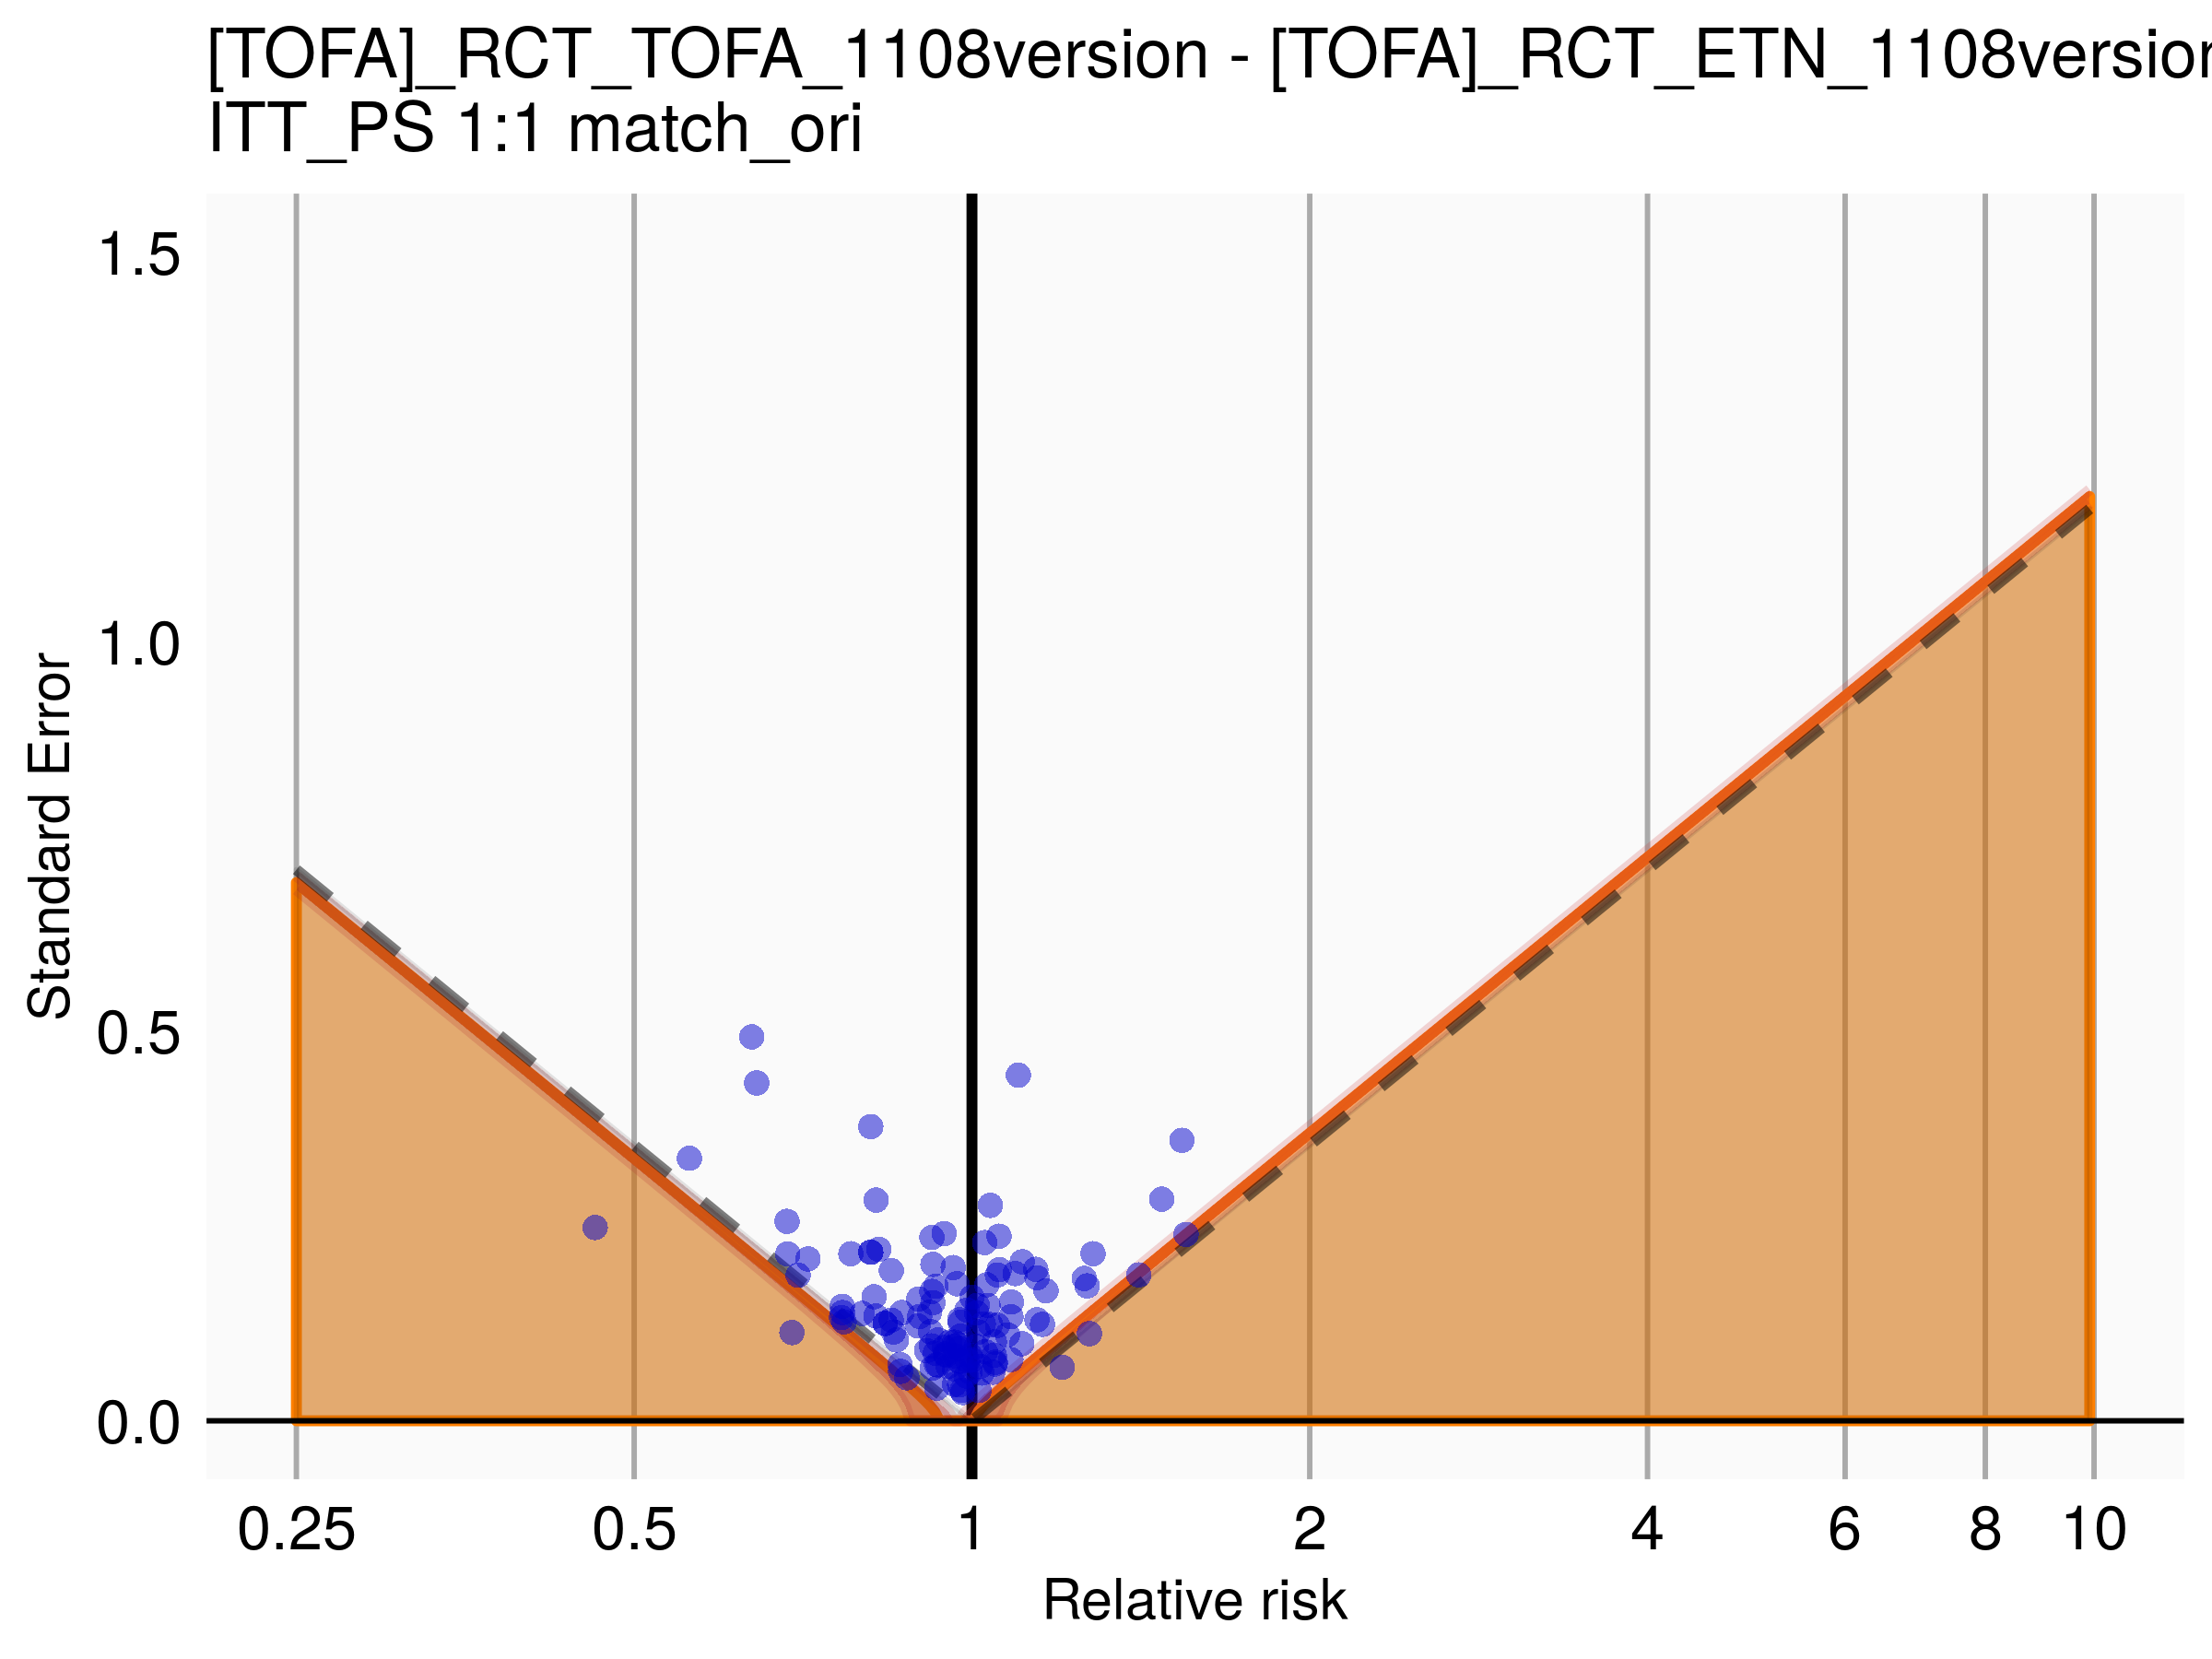 [TOFA]_RCT_TOFA_1108version - [TOFA]_RCT_ETN_1108version
ITT_PS 1:1 match_ori
1.5
1.0
0.5
0.0
Standard Error
0.25 0.5 1 2 4 6 8 10
Relative risk